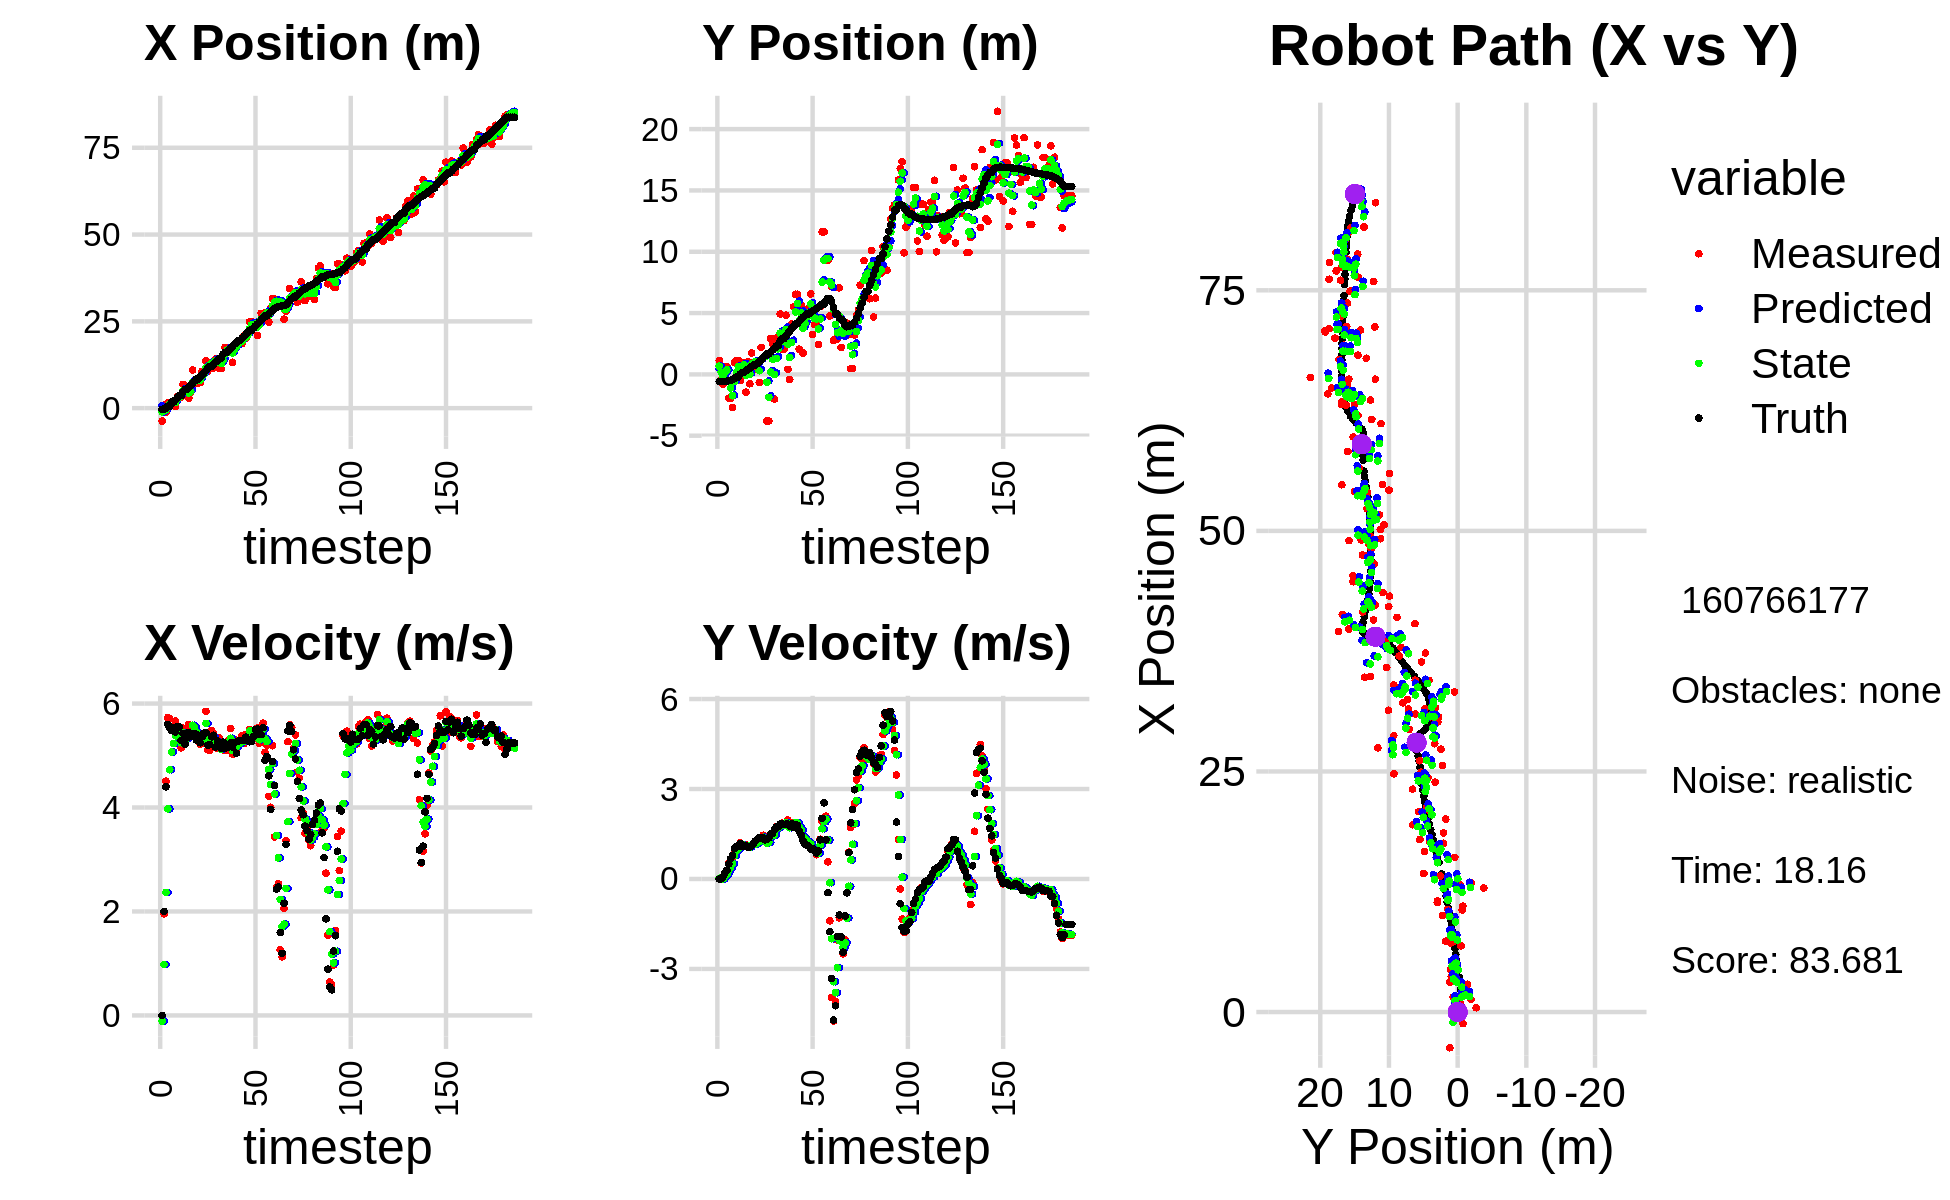 X Position (m)
75
50
25
0
0
50
100
150
timestep
Y Position (m)
20
15
10
5
0
-5
0
50
100
150
timestep
X Velocity (m/s)
6
4
2
0
0
50
100
150
timestep
Y Velocity (m/s)
6
3
0
-3
0
50
100
150
timestep
Robot Path (X vs Y)
X Position (m)
75
50
25
0
20
10
0
-10
-20
Y Position (m)
variable
Measured
Predicted
State
Truth
160766177
Obstacles: none
Noise: realistic
Time: 18.16
Score: 83.681